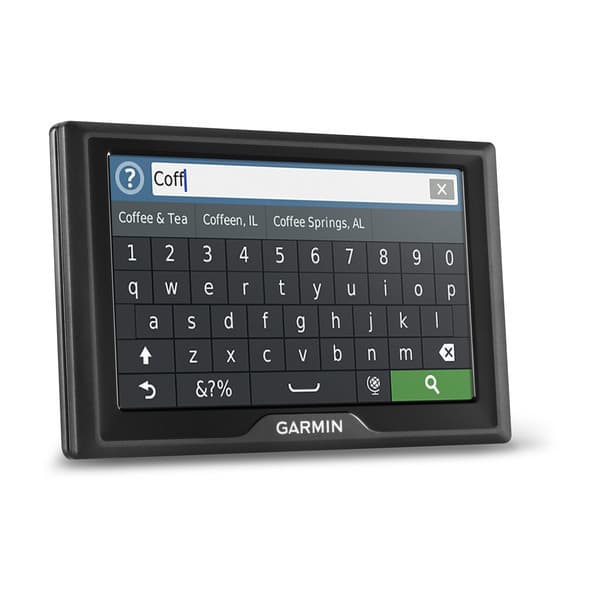 ? Coff X
Coffee & Tea Coffeen, IL Coffee Springs, AL
1 2 3 4 5 6 7 8 9 0
q w e r t y u i o p
a s d f g h j k l
z x c v b n m
&?%
GARMIN